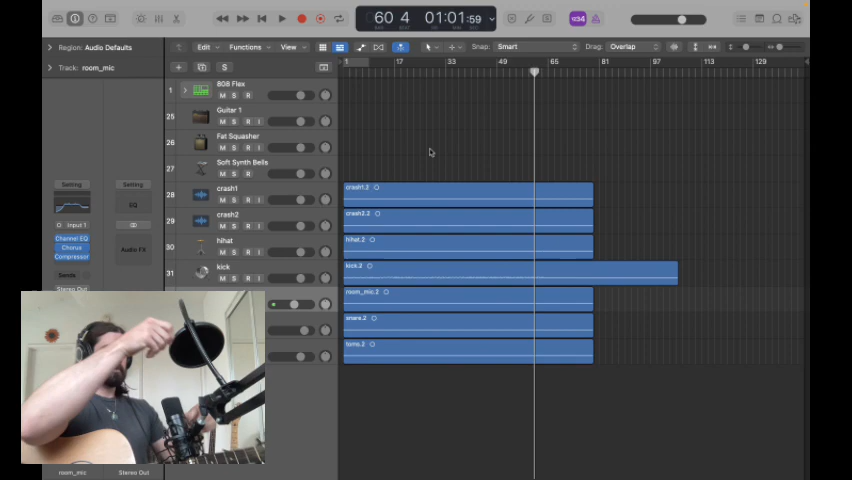 60 4 01:01:59
1234
Region: Audio Defaults
Edit Functions View Snap: Smart Drag: Overlap
Track: room_mic
1 17 33 49 65 81 97 113 129
S
1 808 Flex
M S R
25 Guitar 1
M S R I
26 Fat Squasher
M S R I
27 Soft Synth Bells
M S R
28 crash1
M S R I
crash1.2
29 crash2
M S R I
crash2.2
30 hihat
M S R I
hihat.2
31 kick
M S R I
kick.2
room_mic.2
snare.2
toms.2
Setting Setting
EQ
Input 1
Channel EQ
Chorus
Compressor
Audio FX
Sends
Stereo Out
room_mic Stereo Out